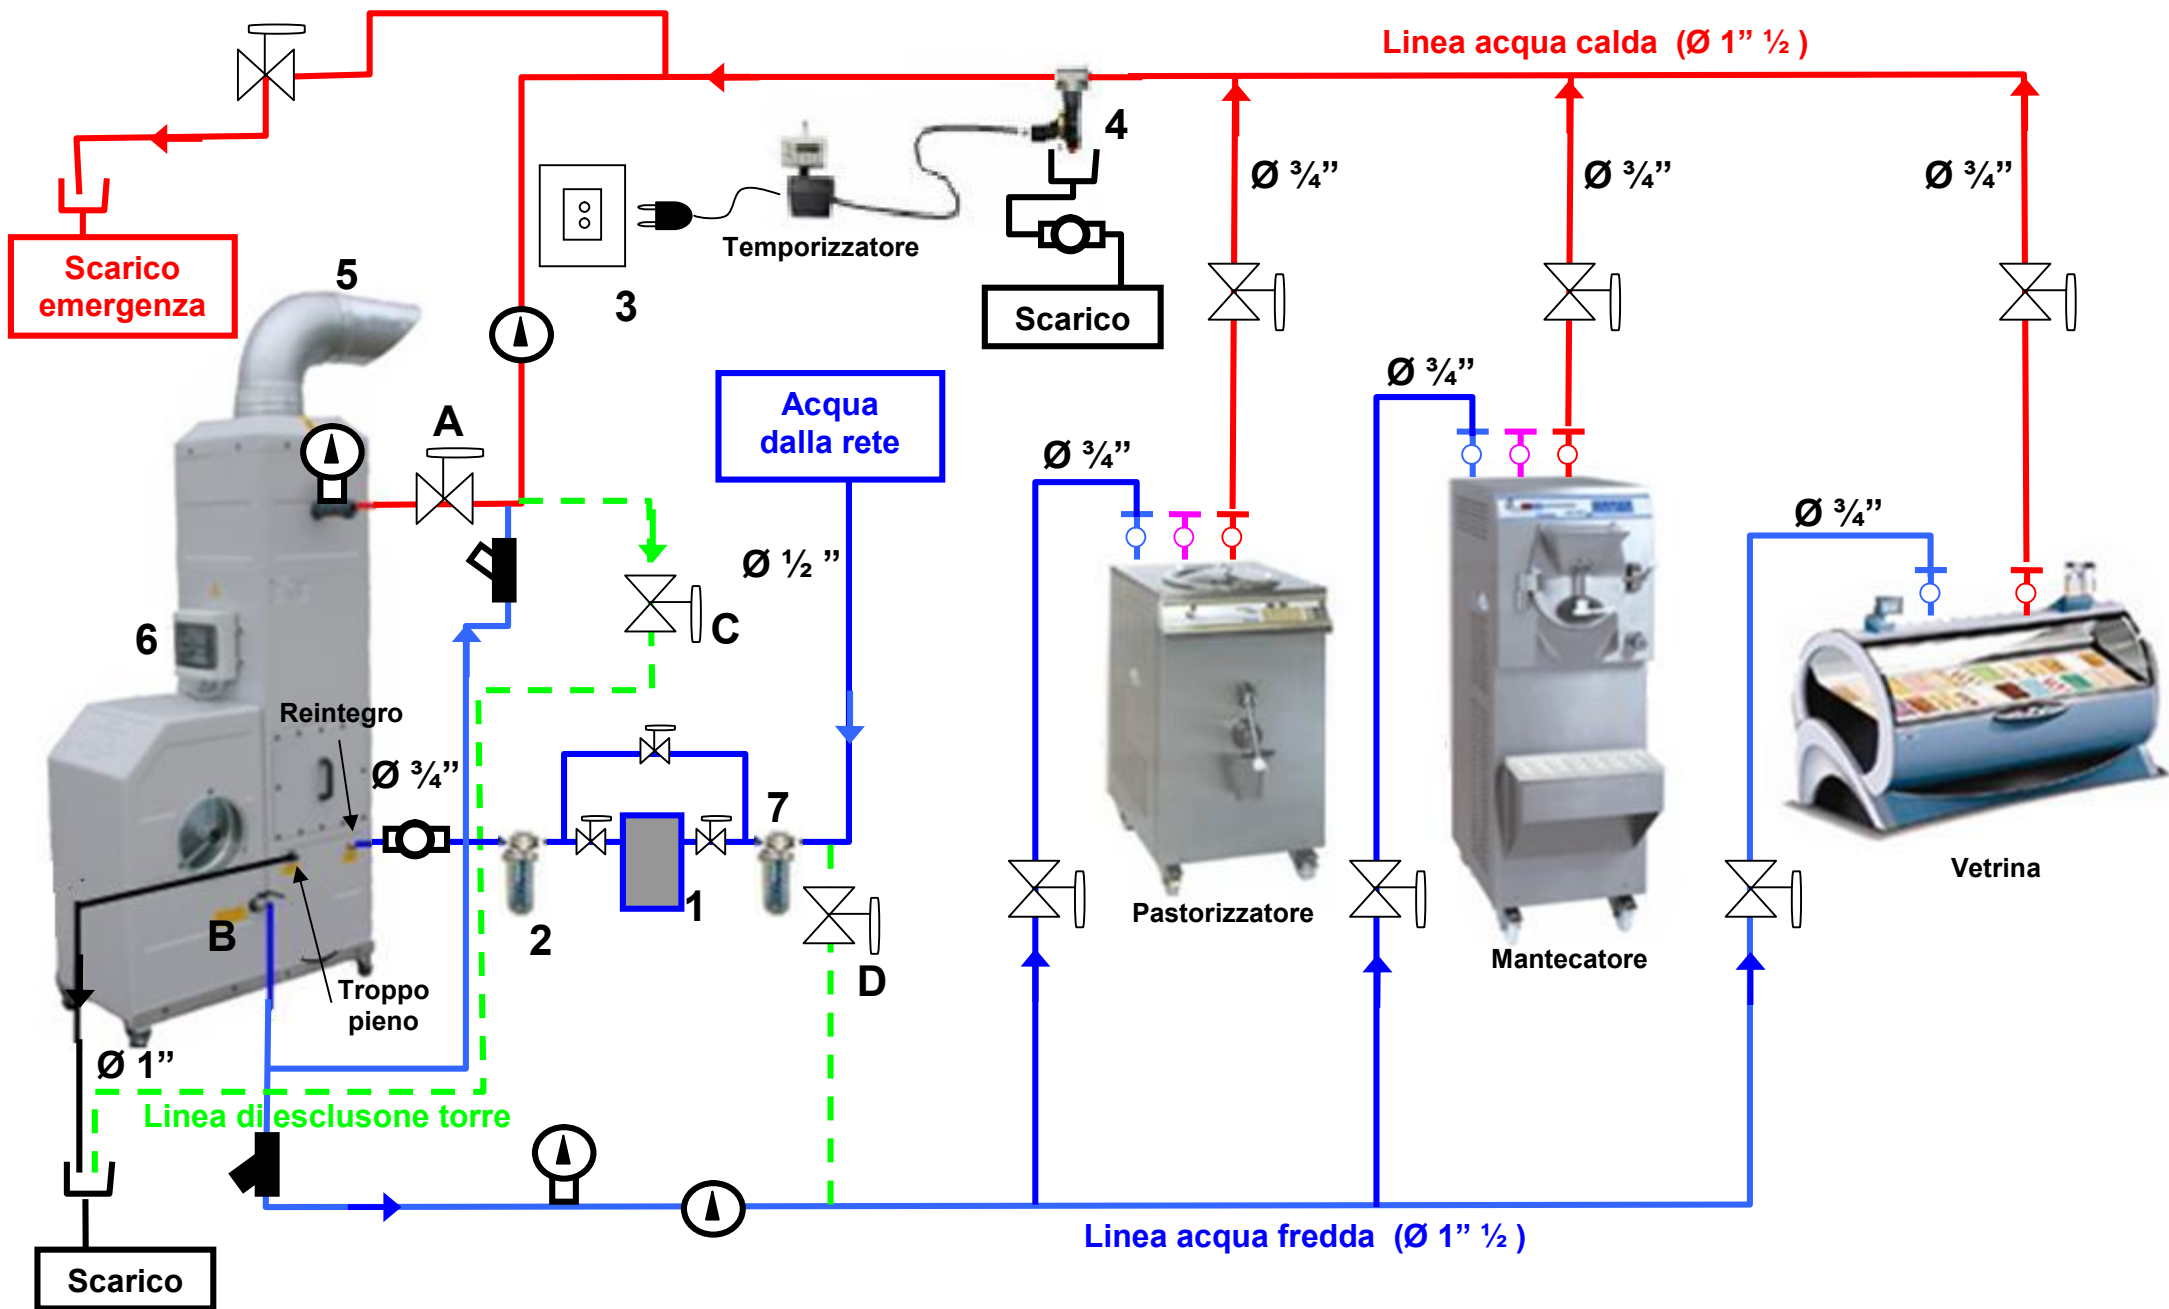 Linea acqua calda (Ø 1” ½ )
4
Ø ¾”
Ø ¾”
Ø ¾”
Temporizzatore
3
Scarico
emergenza
5
Scarico
A
Acqua
dalla rete
Ø ¾”
Ø ¾”
Ø ¾”
Ø ½ ”
6
C
Reintegro
Ø ¾”
7
1
2
B
D
Troppo
pieno
Pastorizzatore
Mantecatore
Vetrina
Ø 1”
Linea di esclusone torre
Linea acqua fredda (Ø 1” ½ )
Scarico